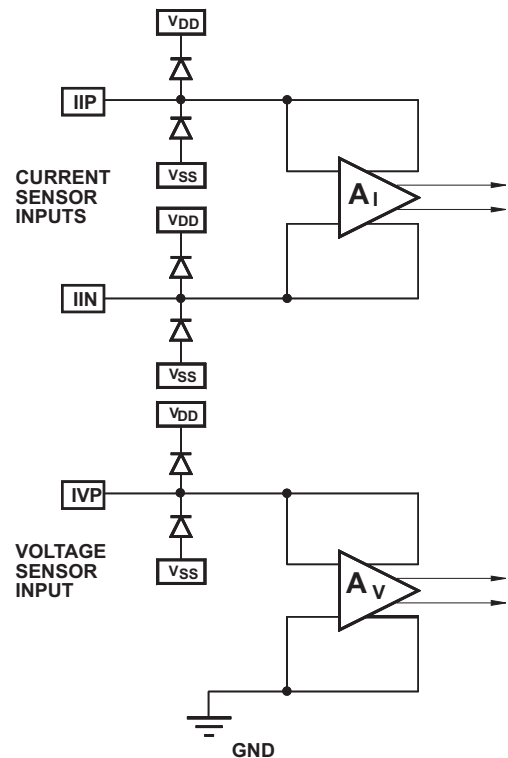 VDD
IIP
CURRENT
SENSOR
INPUTS
VSS
VDD
AI
IIN
VSS
VDD
IVP
VOLTAGE
SENSOR
INPUT
VSS
AV
GND